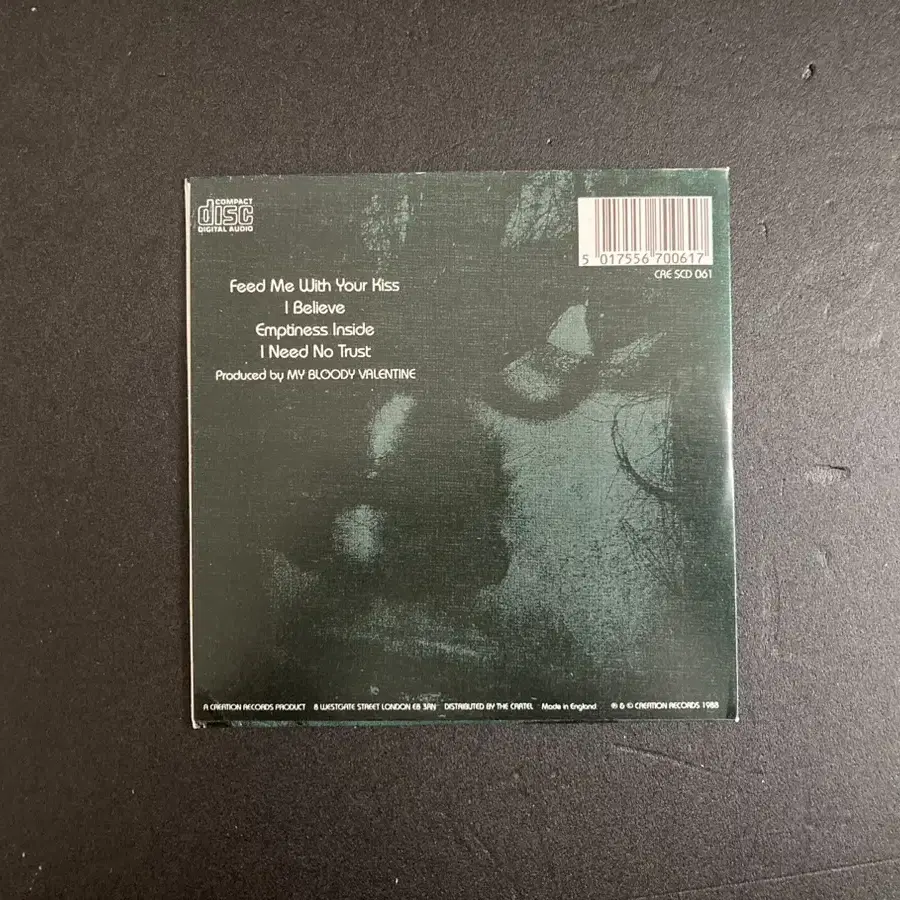 COMPACT
disc
DIGITAL AUDIO
5 017556 700617
CRE SCD 061
Feed Me With Your Kiss
I Believe
Emptiness Inside
I Need No Trust
Produced by MY BLOODY VALENTINE
A CREATION RECORDS PRODUCT 8 WESTGATE STREET LONDON E8 3RN DISTRIBUTED BY THE CARTEL Made in England ℗ & © CREATION RECORDS 1988